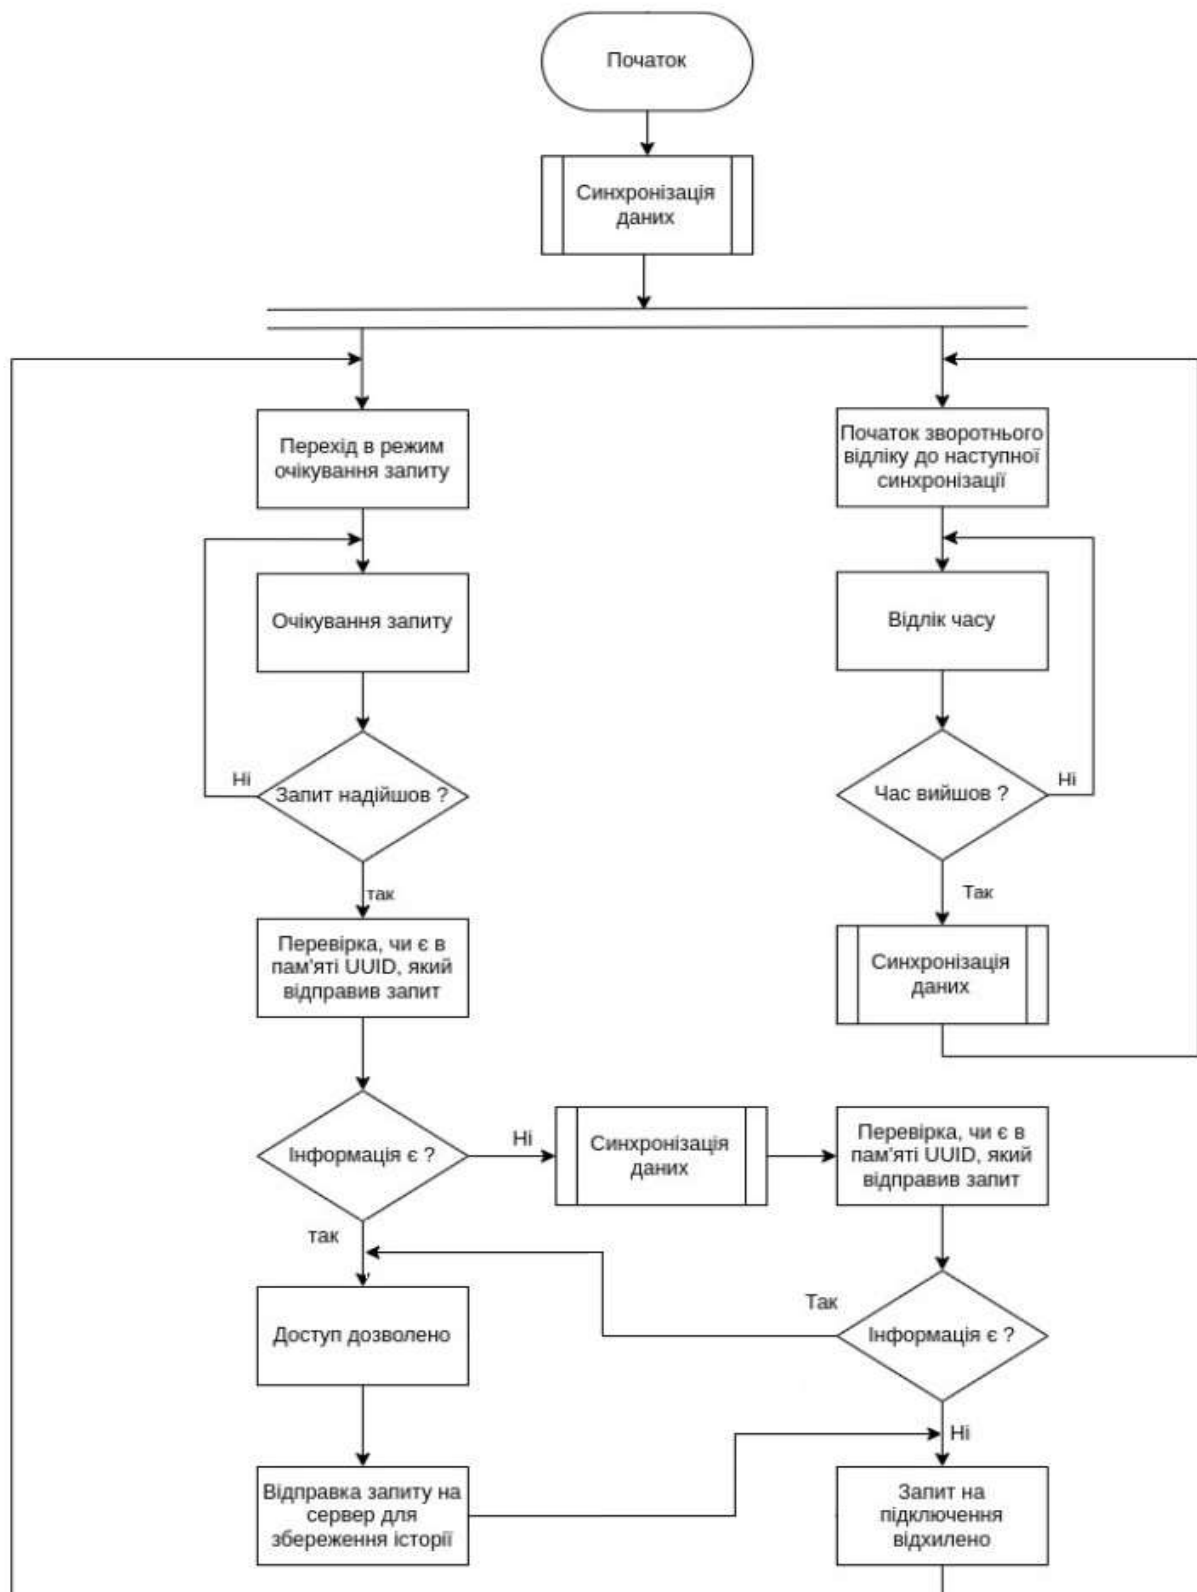 Початок
Синхронізація
даних
Перехід в режим
очікування запиту
Початок зворотнього
відліку до наступної
синхронізації
Очікування запиту
Відлік часу
Ні
Запит надійшов ?
Час вийшов ?
Ні
так
Так
Перевірка, чи є в
пам'яті UUID, який
відправив запит
Синхронізація
даних
Інформація є ?
Ні
Синхронізація
даних
Перевірка, чи є в
пам'яті UUID, який
відправив запит
так
Так
Доступ дозволено
Інформація є ?
Ні
Відправка запиту на
сервер для
збереження історії
Запит на
підключення
відхилено